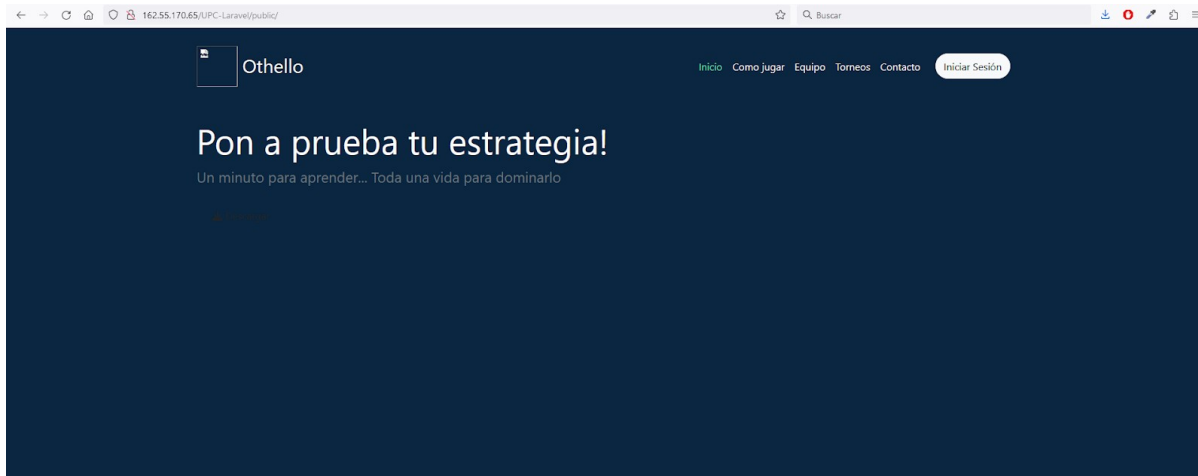 162.55.170.65/UPC-Laravel/public/
Buscar
Othello
Inicio Como jugar Equipo Torneos Contacto Iniciar Sesión
Pon a prueba tu estrategia!
Un minuto para aprender... Toda una vida para dominarlo